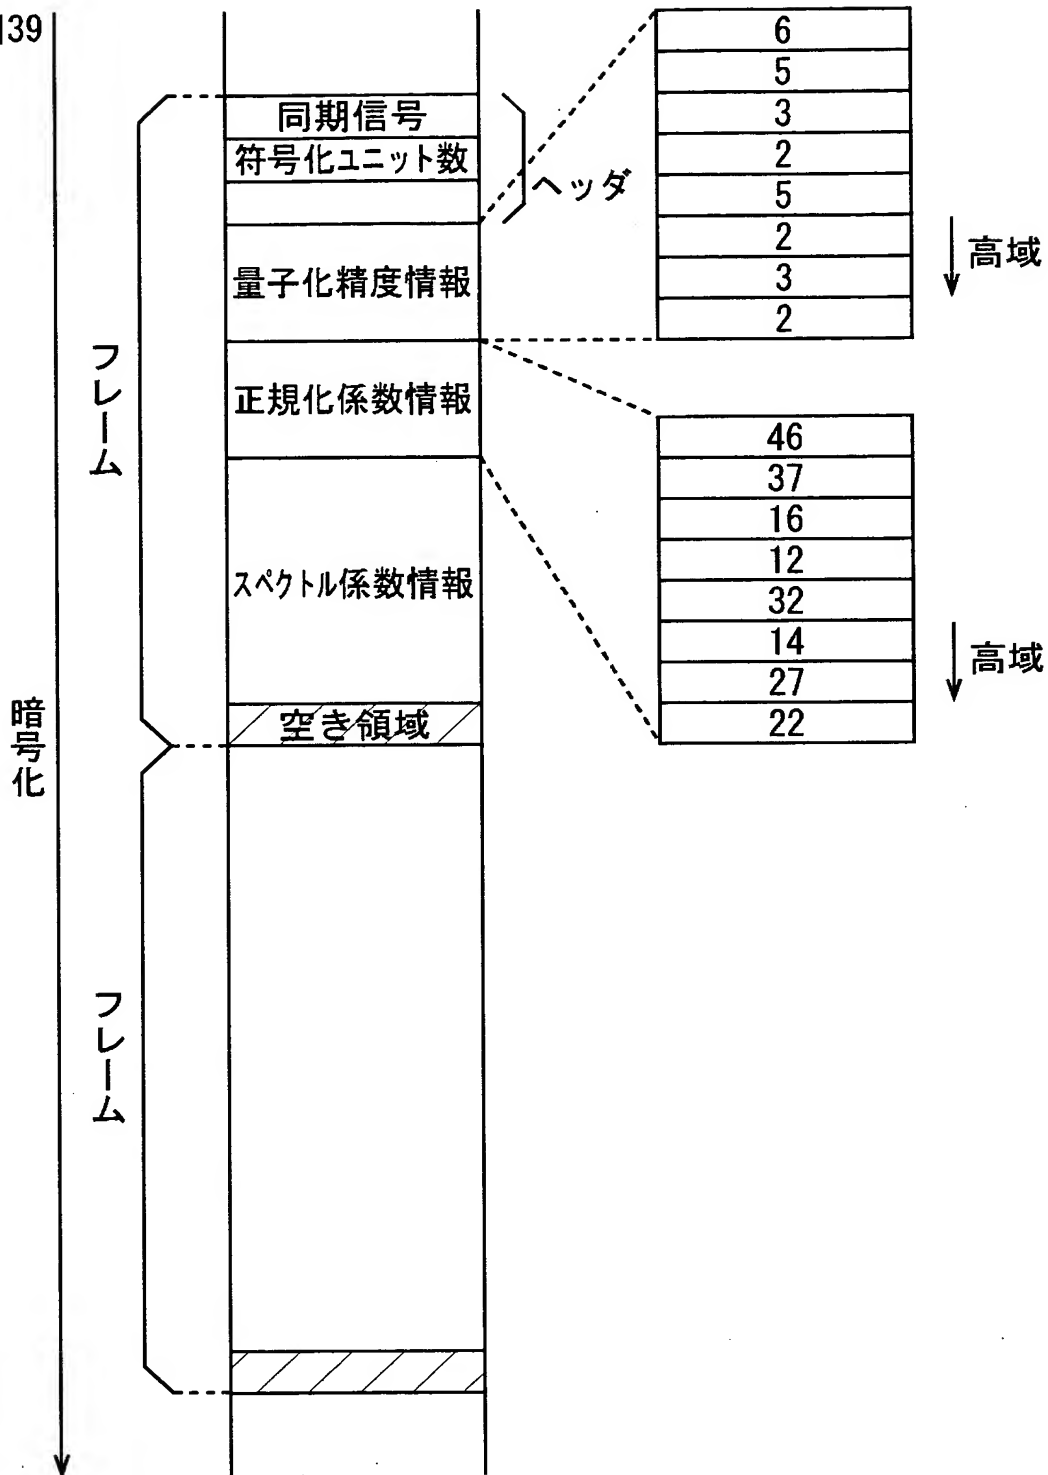 139
同期信号
符号化ユニット数
ヘッダ
量子化精度情報
正規化係数情報
スペクトル係数情報
空き領域
フレーム
フレーム
暗号化
6
5
3
2
5
2
3
2
高域
46
37
16
12
32
14
27
22
高域